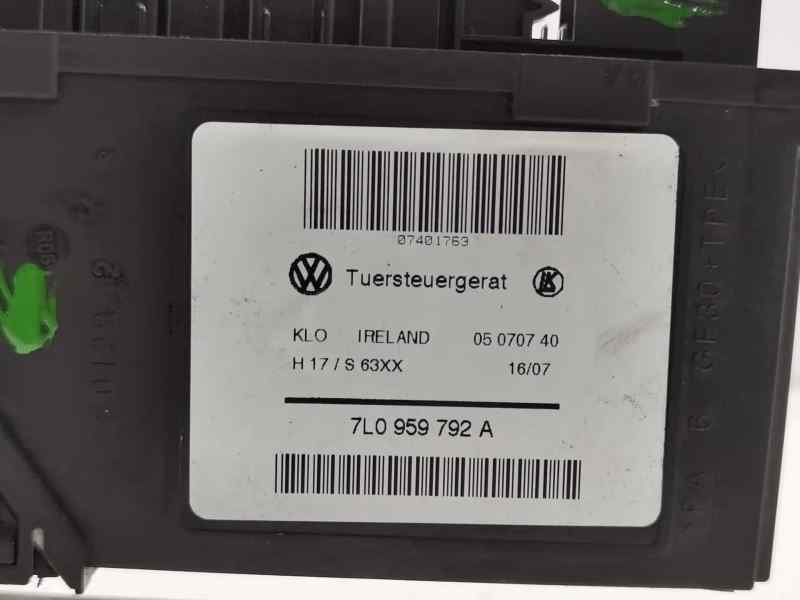 07401763
Tuersteuergerat
KLO IRELAND 05 0707 40
H 17 / S 63XX 16/07
7L0 959 792 A